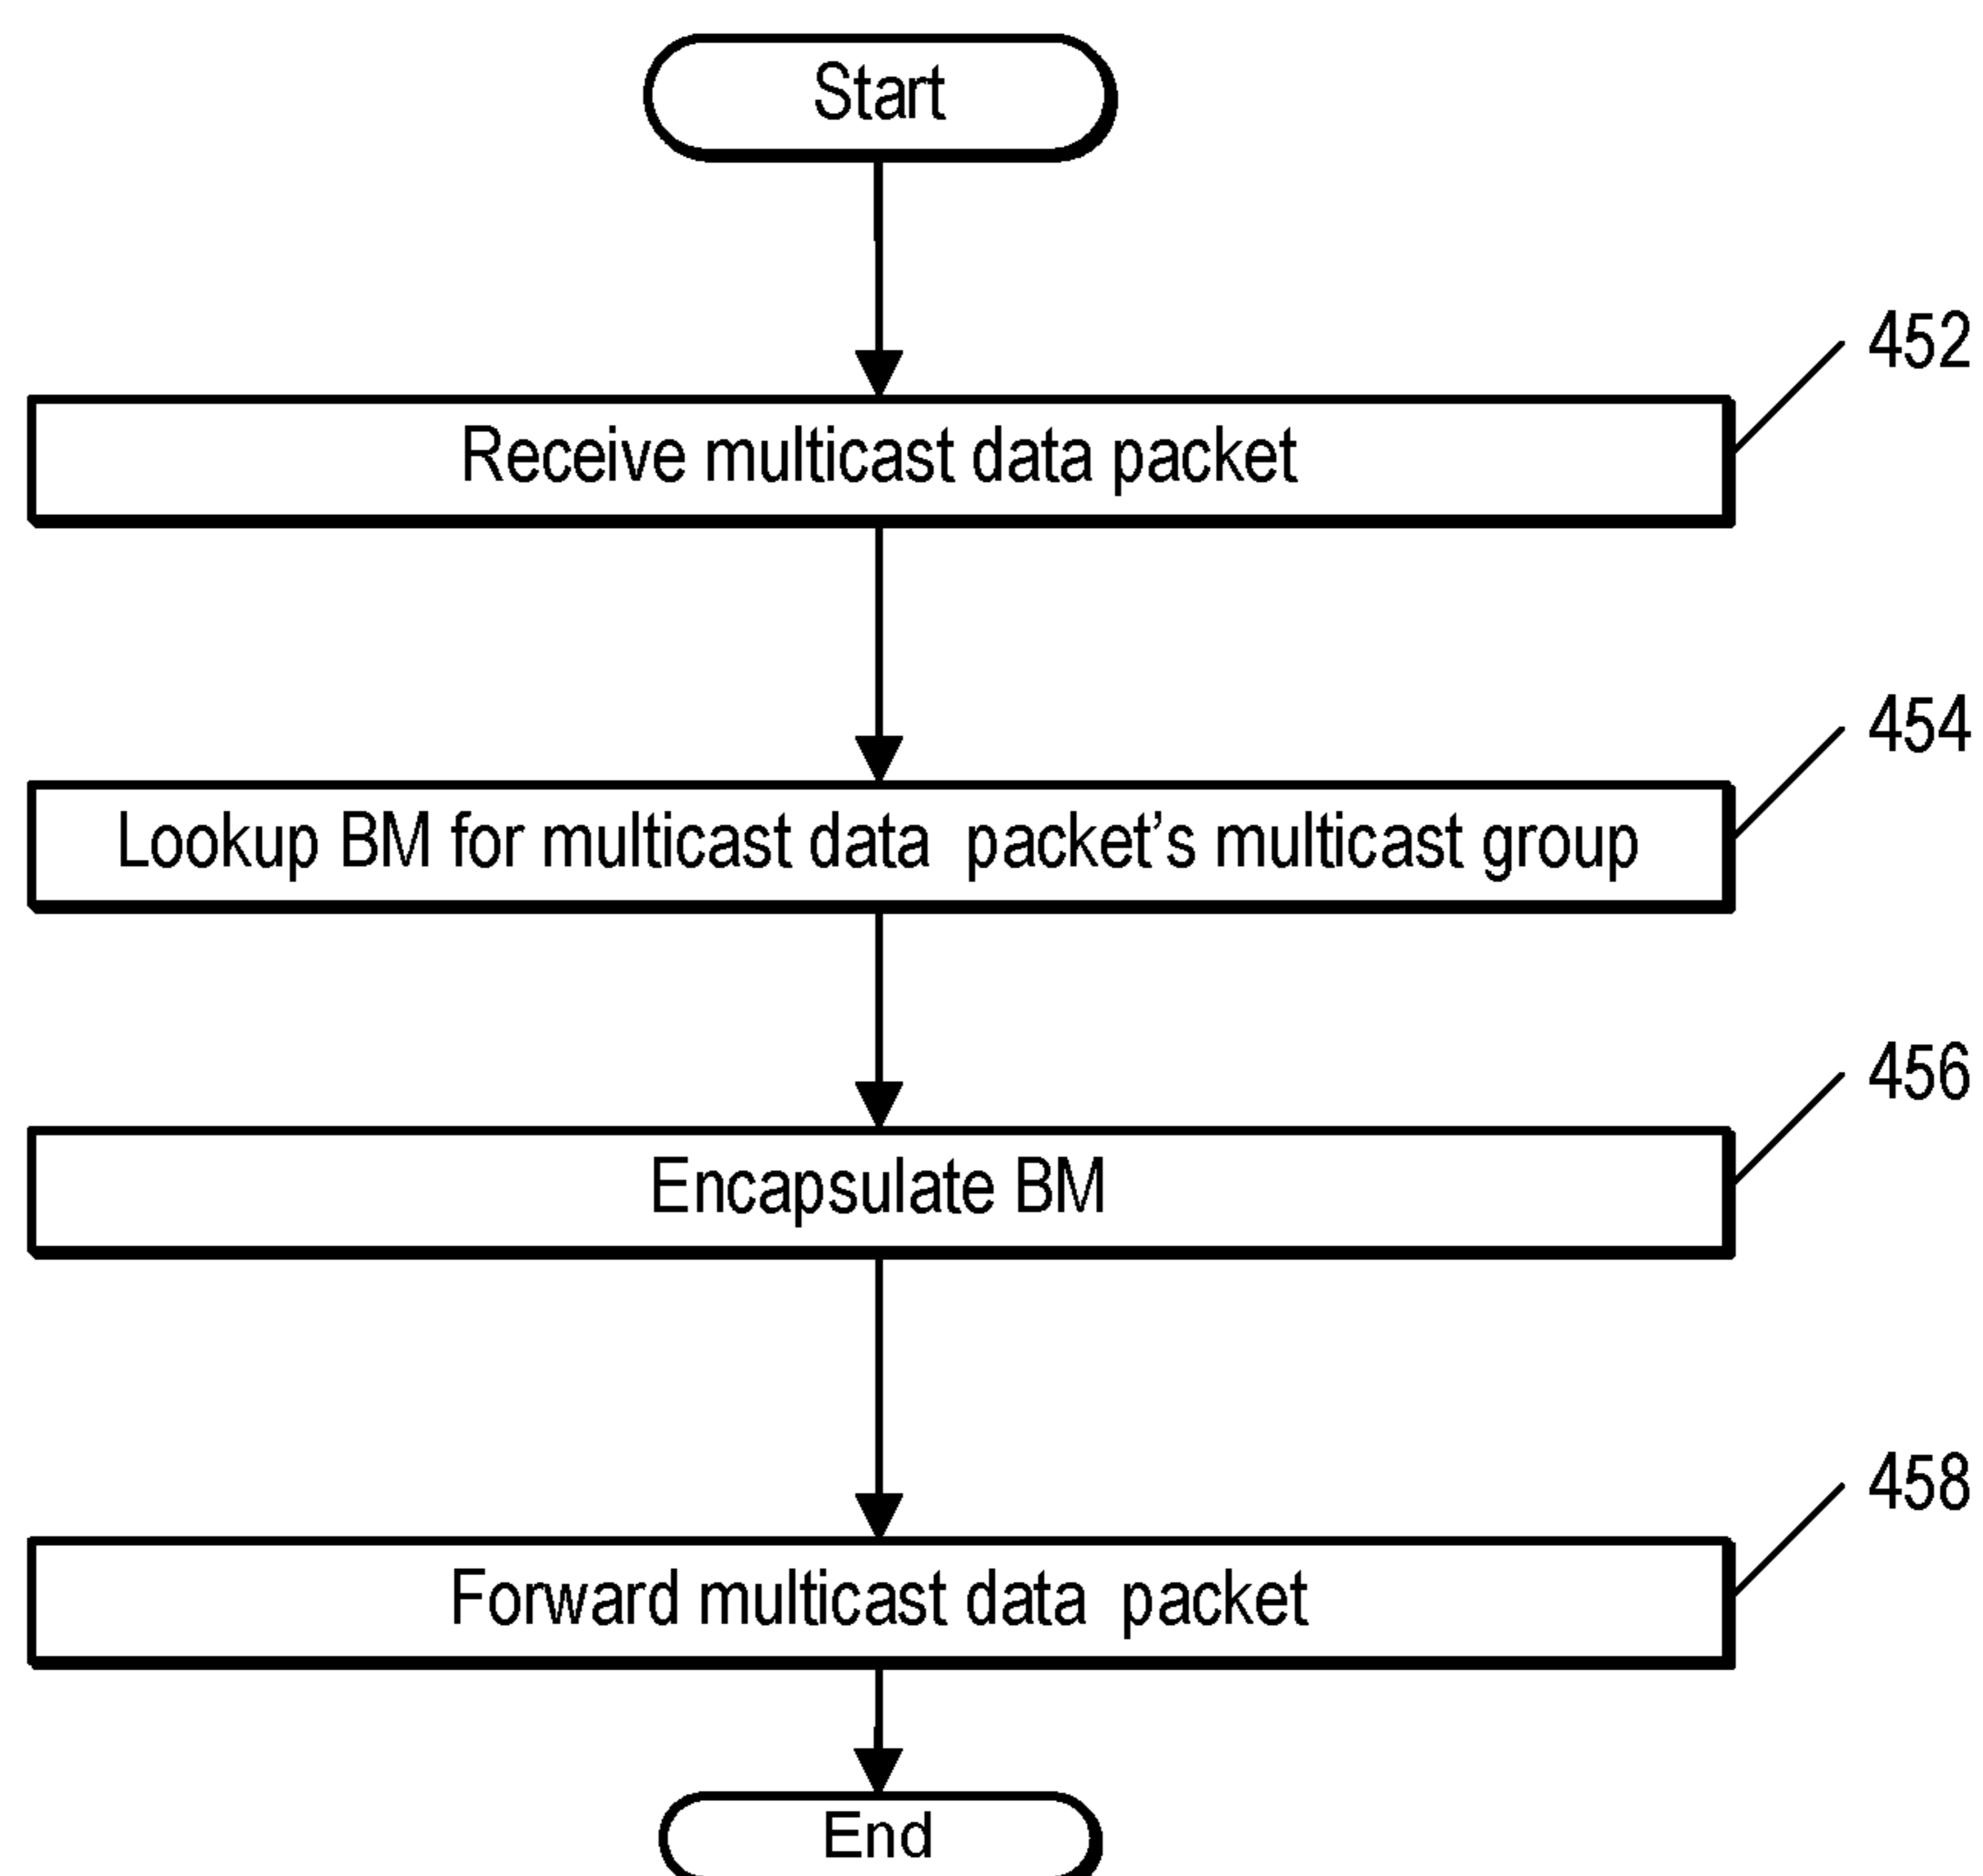 Start
452
Receive multicast data packet
454
Lookup BM for multicast data packet's multicast group
456
Encapsulate BM
458
Forward multicast data packet
End